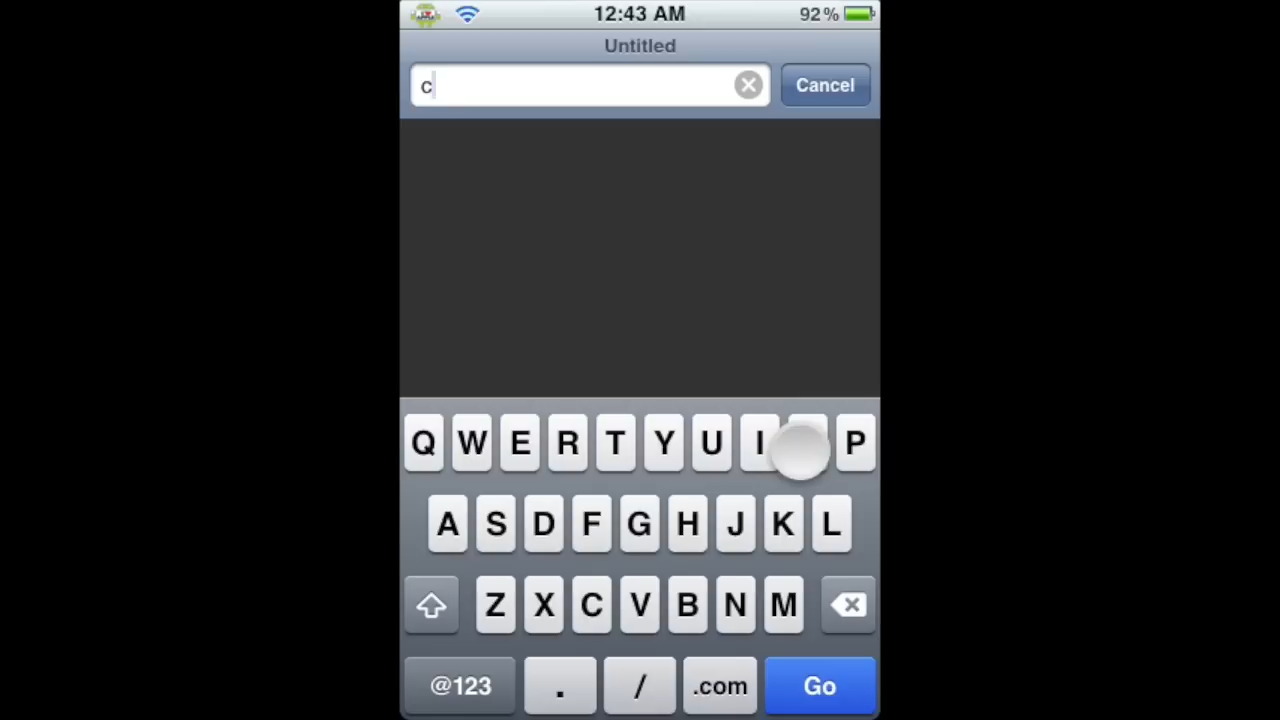 12:43 AM 92%
Untitled
c Cancel
Q W E R T Y U I P
A S D F G H J K L
Z X C V B N M
@123 . / .com Go